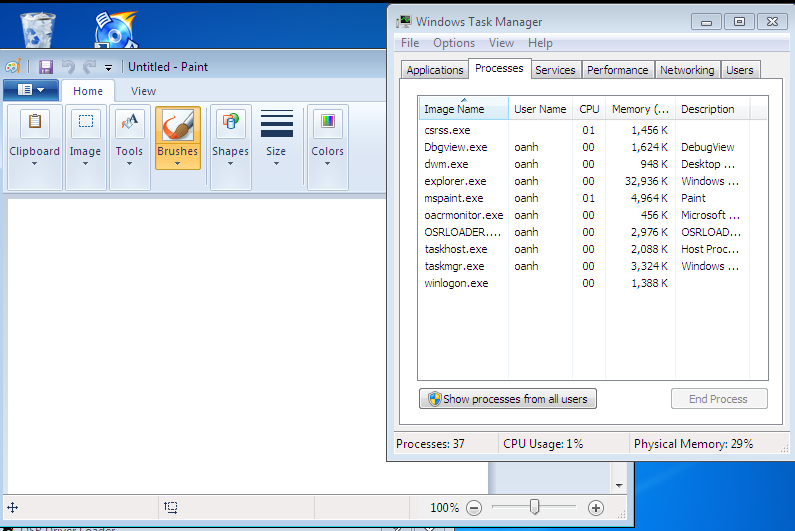 Windows Task Manager
File Options View Help
Applications Processes Services Performance Networking Users
Image Name User Name CPU Memory (... Description
csrss.exe 01 1,456 K
Dbgview.exe oanh 00 1,624 K DebugView
dwm.exe oanh 00 948 K Desktop ...
explorer.exe oanh 00 32,936 K Windows ...
mspaint.exe oanh 01 4,964 K Paint
oacrmonitor.exe oanh 00 456 K Microsoft ...
OSRLOADER.... oanh 00 2,976 K OSRLOAD...
taskhost.exe oanh 00 2,088 K Host Proc...
taskmgr.exe oanh 00 3,324 K Windows ...
winlogon.exe 00 1,388 K
Show processes from all users End Process
Processes: 37 CPU Usage: 1% Physical Memory: 29%
Untitled - Paint
Home View
Clipboard Image Tools Brushes Shapes Size Colors
100%
OSR Driver Loader